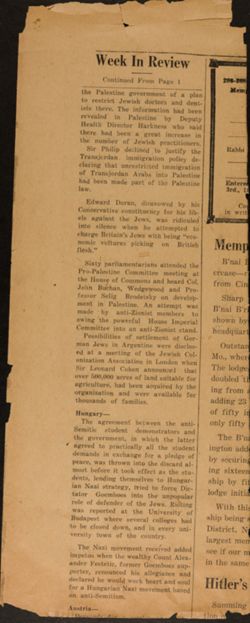 Week In Review
Continued From Page 1
the Palestine government of a plan
to restrict Jewish doctors and dent-
ists there. The information had been
revealed in Palestine by Deputy
Health Director Harkness who said
there had been a great increase in
the number of Jewish practitioners.
Sir Philip declined to justify the
Transjordan immigration policy de-
claring that unrestricted immigration
of Transjordan Arabs into Palestine
had been made part of the Palestine
law.
Edward Doran, disavowed by his
Conservative constituency for his lib-
els against the Jews, was ridiculed
into silence when he attempted to
charge Britain's Jews with being "eco-
nomic vultures picking on British
flesh."
Sixty parliamentarians attended the
Pro-Palestine Committee meeting at
the House of Commons and heard Col.
John Buchan, Wedgewood and Pro-
fessor Selig Brodetsky on develop-
ment in Palestine. An attempt was
made by anti-Zionist members to
swing the powerful House Imperial
Committee into an anti-Zionist stand.
Possibilities of settlement of Ger-
man Jews in Argentine were discuss-
ed at a meeting of the Jewish Col-
onization Association in London when
Sir Leonard Cohen announced that
over 500,000 acres of land suitable for
agriculture, had been acquired by the
organization and were available for
thousands of families.
Hungary—
The agreement between the anti-
Semitic student demonstrators and
the government, in which the latter
agreed to practically all the student
demands in exchange for a pledge of
peace, was thrown into the discard al-
most before it took effect as the stu-
dents, lending themselves to Hungar-
ian Nazi strategy, tried to force Dic-
tator Goemboes into the unpopular
role of defender of the Jews. Rioting
was reported at the University of
Budapest where several colleges had
to be closed down, and in every uni-
versity town of the country.
The Nazi movement received added
impetus when the wealthy Count Alex-
ander Festetic, former Goemboes sup-
porter, renounced his allegiance and
declared he would work heart and soul
for a Hungarian Nazi movement based
on anti-Semitism.
Austria—
Rabbi
Memp
B'nai B
crease—
from Cin
Sharp
B'nai B'r
shown by
headquar
Outstan
Mo., where
The lodge
doubled th
ing from
adding 23
of fifty
only fifty
The B'n
ington add
by securin
ing sixteen
ship by fif
lodge initi
With thi
ship being
District, N
largest men
see if our m
in the same
Hitler's
Summing